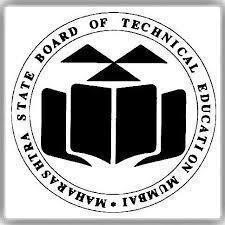 MAHARASHTRA STATE BOARD OF TECHNICAL EDUCATION MUMBAI *